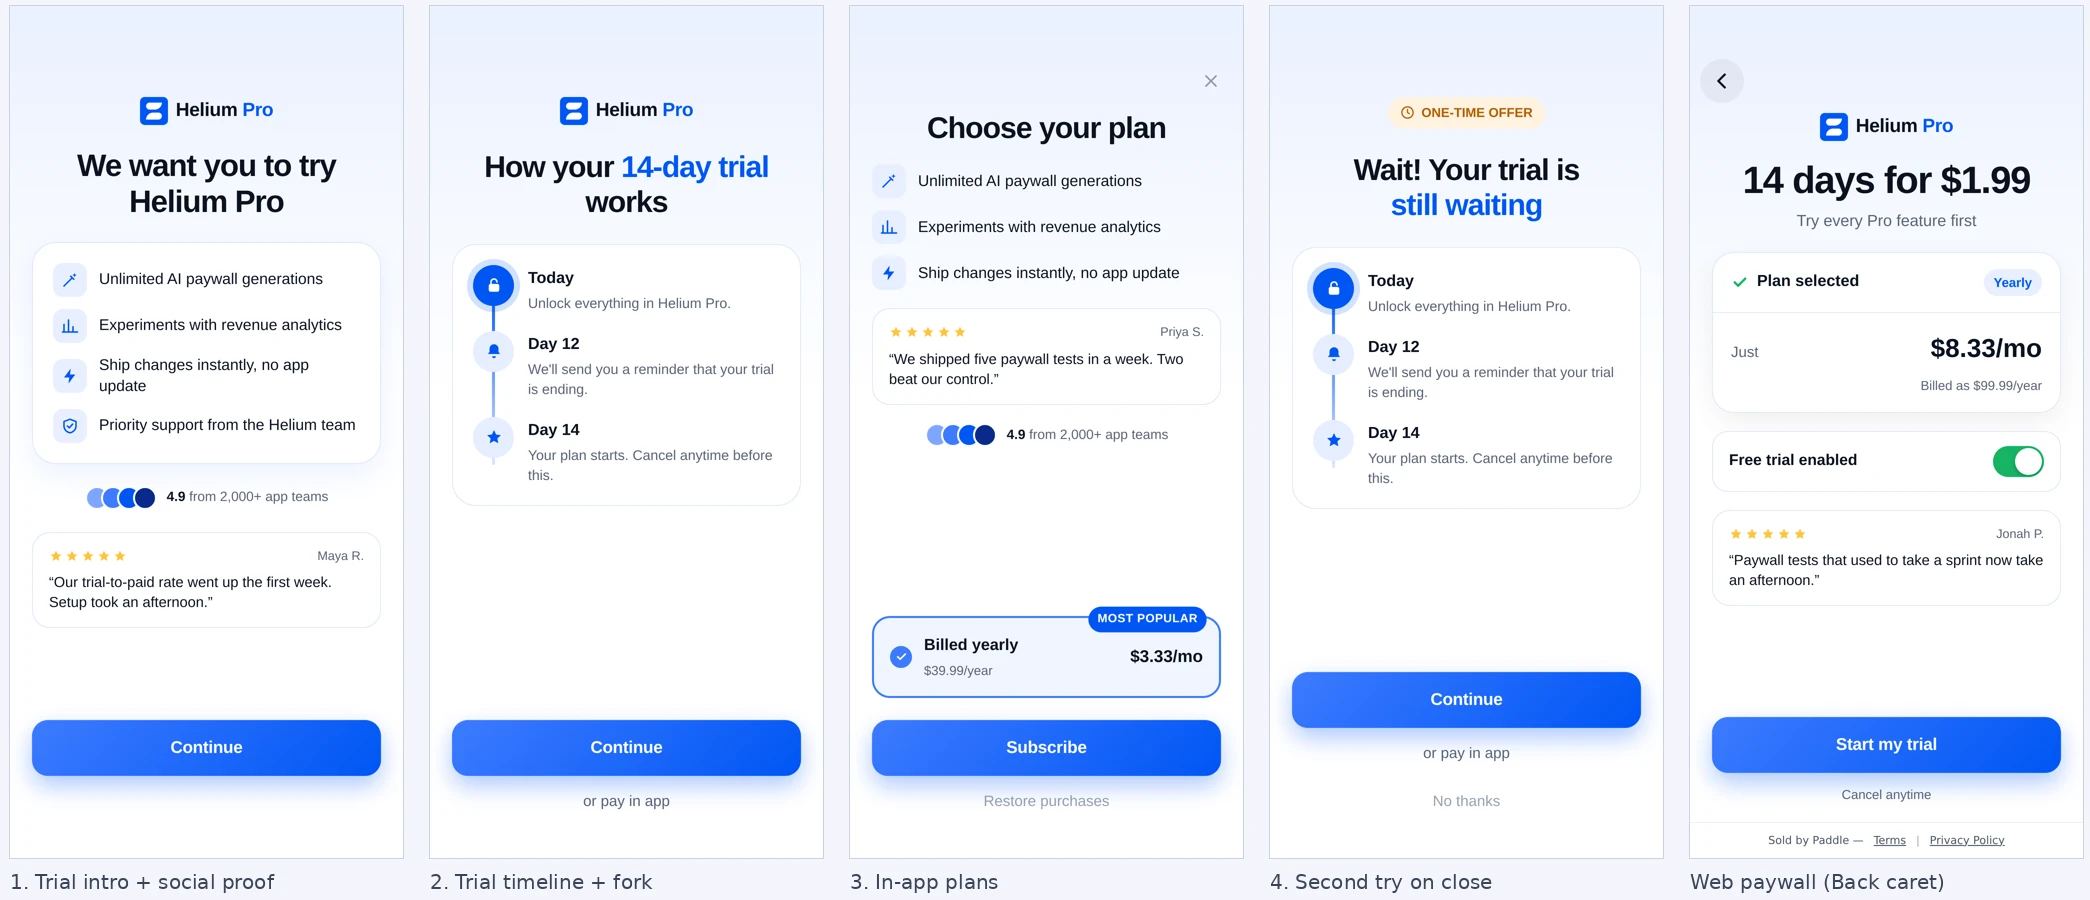 Helium Pro
We want you to try
Helium Pro
Unlimited AI paywall generations
Experiments with revenue analytics
Ship changes instantly, no app
update
Priority support from the Helium team
4.9 from 2,000+ app teams
Maya R.
“Our trial-to-paid rate went up the first week.
Setup took an afternoon.”
Continue
1. Trial intro + social proof
Helium Pro
How your 14-day trial
works
Today
Unlock everything in Helium Pro.
Day 12
We'll send you a reminder that your trial
is ending.
Day 14
Your plan starts. Cancel anytime before
this.
Continue
or pay in app
2. Trial timeline + fork
Choose your plan
Unlimited AI paywall generations
Experiments with revenue analytics
Ship changes instantly, no app update
Priya S.
“We shipped five paywall tests in a week. Two
beat our control.”
4.9 from 2,000+ app teams
MOST POPULAR
Billed yearly
$3.33/mo
$39.99/year
Subscribe
Restore purchases
3. In-app plans
ONE-TIME OFFER
Wait! Your trial is
still waiting
Today
Unlock everything in Helium Pro.
Day 12
We'll send you a reminder that your trial
is ending.
Day 14
Your plan starts. Cancel anytime before
this.
Continue
or pay in app
No thanks
4. Second try on close
Helium Pro
14 days for $1.99
Try every Pro feature first
Plan selected
Yearly
Just
$8.33/mo
Billed as $99.99/year
Free trial enabled
Jonah P.
“Paywall tests that used to take a sprint now take
an afternoon.”
Start my trial
Cancel anytime
Sold by Paddle — Terms | Privacy Policy
Web paywall (Back caret)